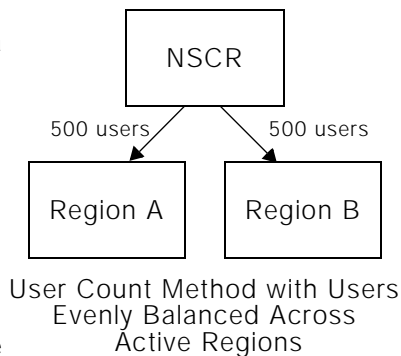 NSCR
500 users
500 users
Region A
Region B
User Count Method with Users
Evenly Balanced Across
Active Regions